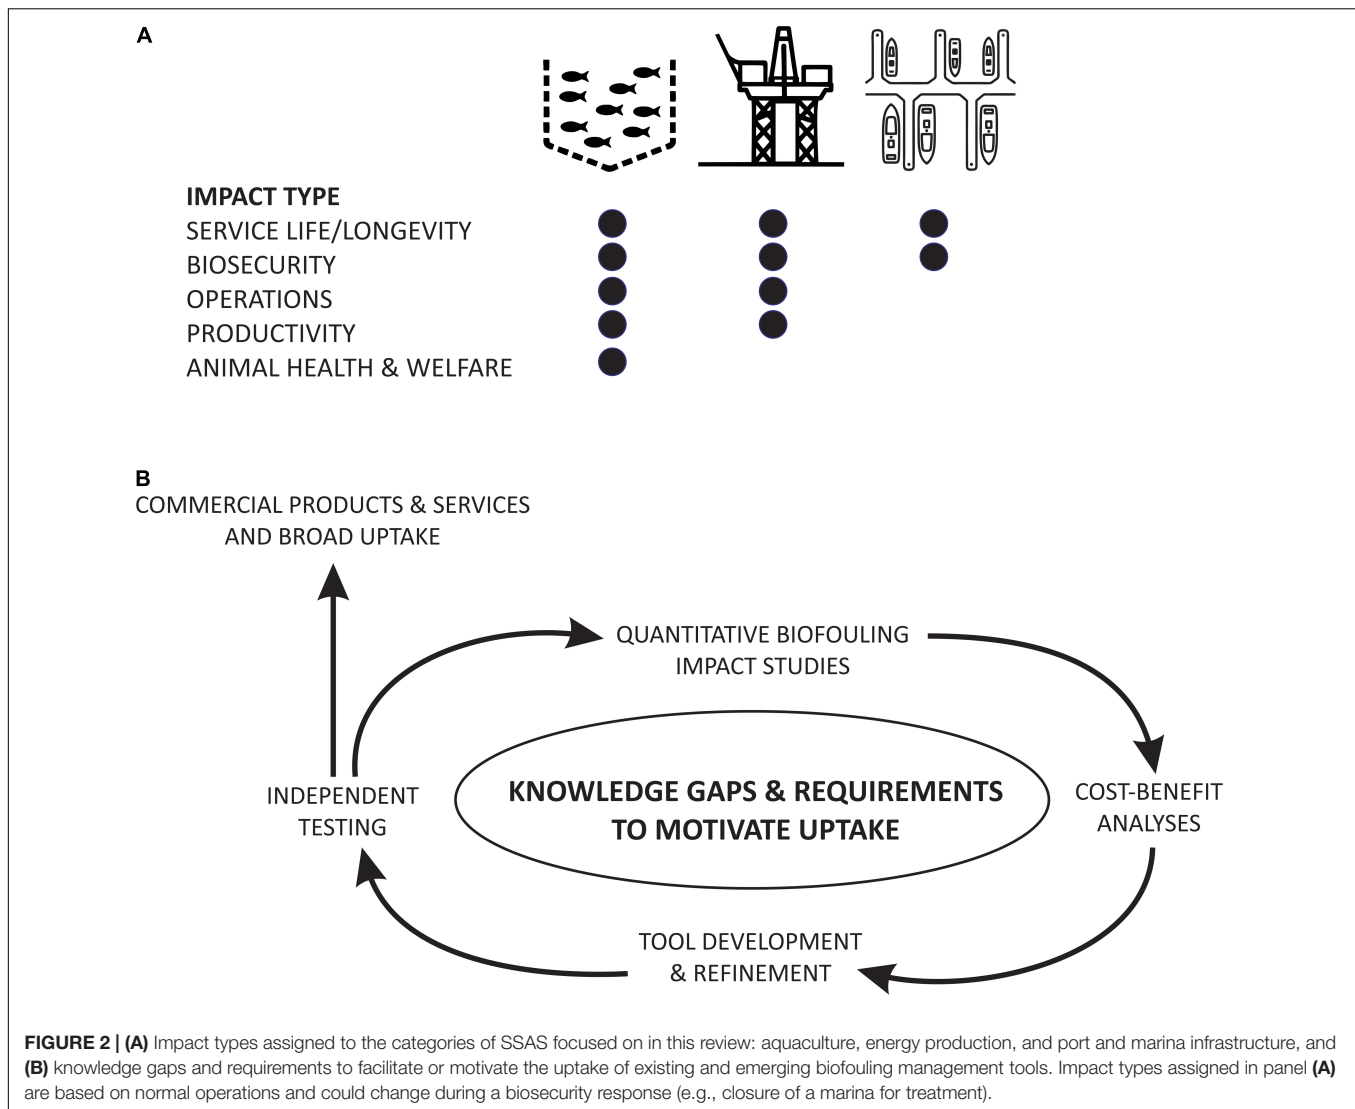 A
IMPACT TYPE
SERVICE LIFE/LONGEVITY
BIOSECURITY
OPERATIONS
PRODUCTIVITY
ANIMAL HEALTH & WELFARE
B
COMMERCIAL PRODUCTS & SERVICES
AND BROAD UPTAKE
QUANTITATIVE BIOFOULING
IMPACT STUDIES
INDEPENDENT
TESTING
KNOWLEDGE GAPS & REQUIREMENTS
TO MOTIVATE UPTAKE
COST-BENEFIT
ANALYSES
TOOL DEVELOPMENT
& REFINEMENT
FIGURE 2 | (A) Impact types assigned to the categories of SSAS focused on in this review: aquaculture, energy production, and port and marina infrastructure, and
(B) knowledge gaps and requirements to facilitate or motivate the uptake of existing and emerging biofouling management tools. Impact types assigned in panel (A)
are based on normal operations and could change during a biosecurity response (e.g., closure of a marina for treatment).